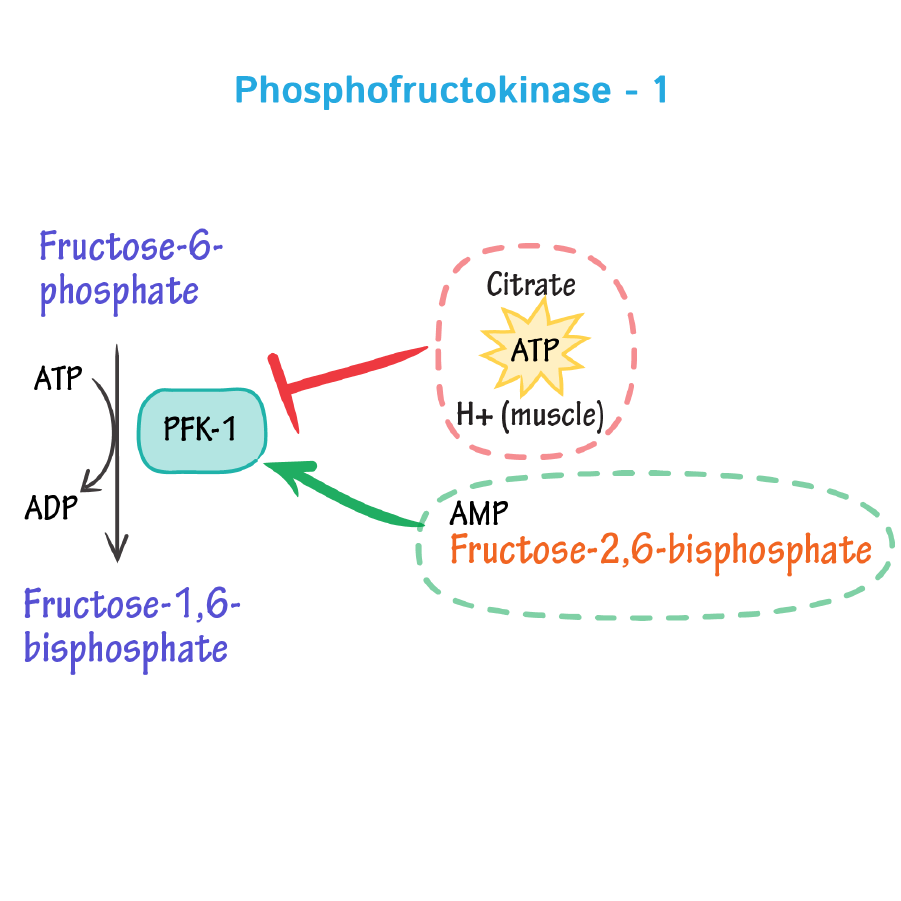 Phosphofructokinase - 1
Fructose-6-
phosphate
ATP
ADP
PFK-1
Fructose-1,6-
bisphosphate
Citrate
ATP
H+ (muscle)
AMP
Fructose-2,6-bisphosphate